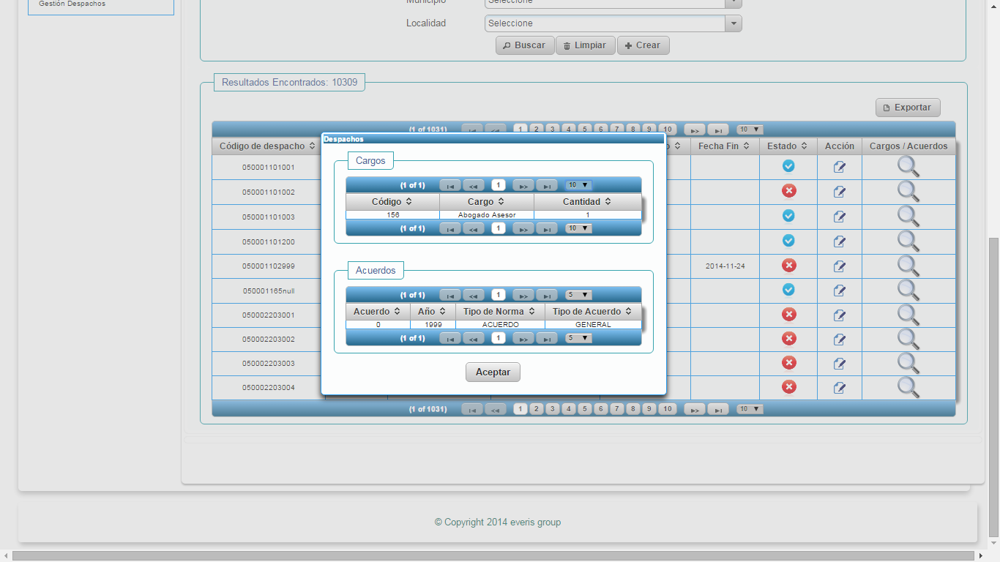 Gestión Despachos
Municipio Seleccione
Localidad Seleccione
Buscar Limpiar Crear
Resultados Encontrados: 10309
Exportar
(1 of 1031) 1 2 3 4 5 6 7 8 9 10 10
Código de despacho Fecha Fin Estado Acción Cargos / Acuerdos
050001101001
050001101002
050001101003
050001101200
050001102999 2014-11-24
050001165null
050002203001
050002203002
050002203003
050002203004
(1 of 1031) 1 2 3 4 5 6 7 8 9 10 10
Despachos
Cargos
(1 of 1) 1 10
Código Cargo Cantidad
156 Abogado Asesor 1
(1 of 1) 1 10
Acuerdos
(1 of 1) 1 5
Acuerdo Año Tipo de Norma Tipo de Acuerdo
0 1999 ACUERDO GENERAL
(1 of 1) 1 5
Aceptar
© Copyright 2014 everis group